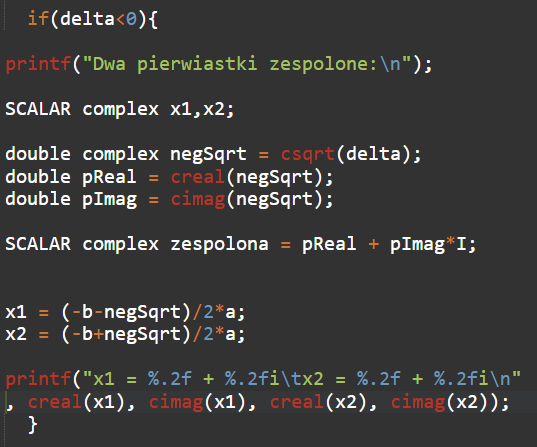 if(delta<0){
printf("Dwa pierwiastki zespolone:\n");
SCALAR complex x1,x2;
double complex negSqrt = csqrt(delta);
double pReal = creal(negSqrt);
double pImag = cimag(negSqrt);
SCALAR complex zespolona = pReal + pImag*I;
x1 = (-b-negSqrt)/2*a;
x2 = (-b+negSqrt)/2*a;
printf("x1 = %.2f + %.2fi\tx2 = %.2f + %.2fi\n"
, creal(x1), cimag(x1), creal(x2), cimag(x2));
}